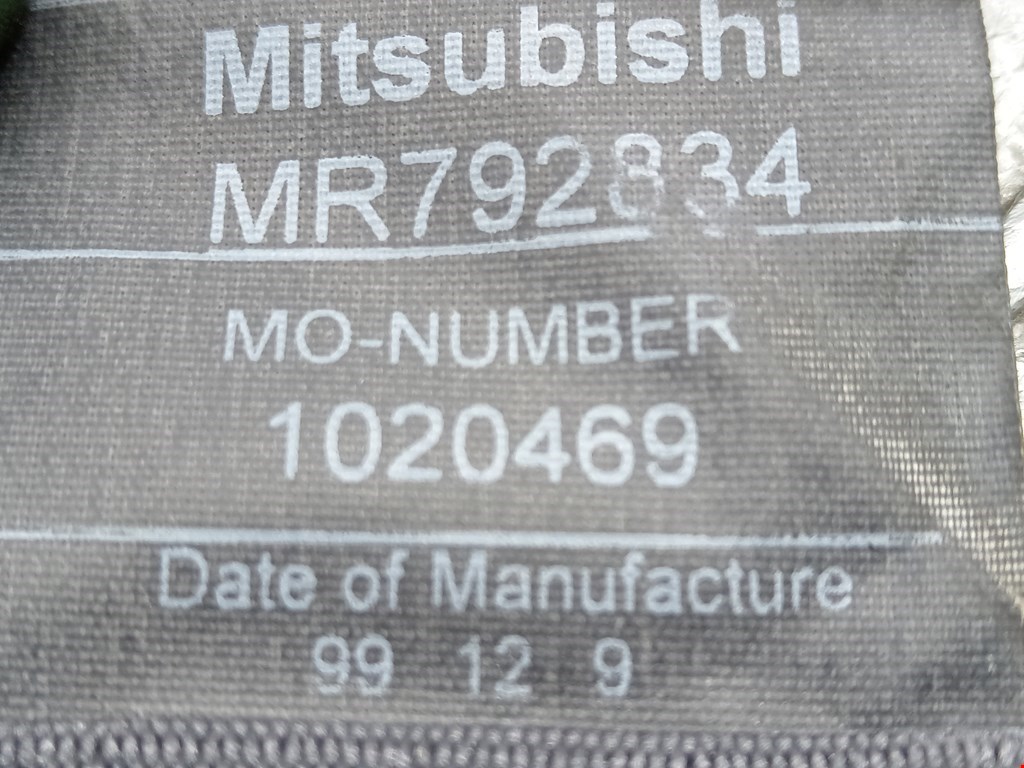 Mitsubishi
MR792834
MO-NUMBER
1020469
Date of Manufacture
99 12 9